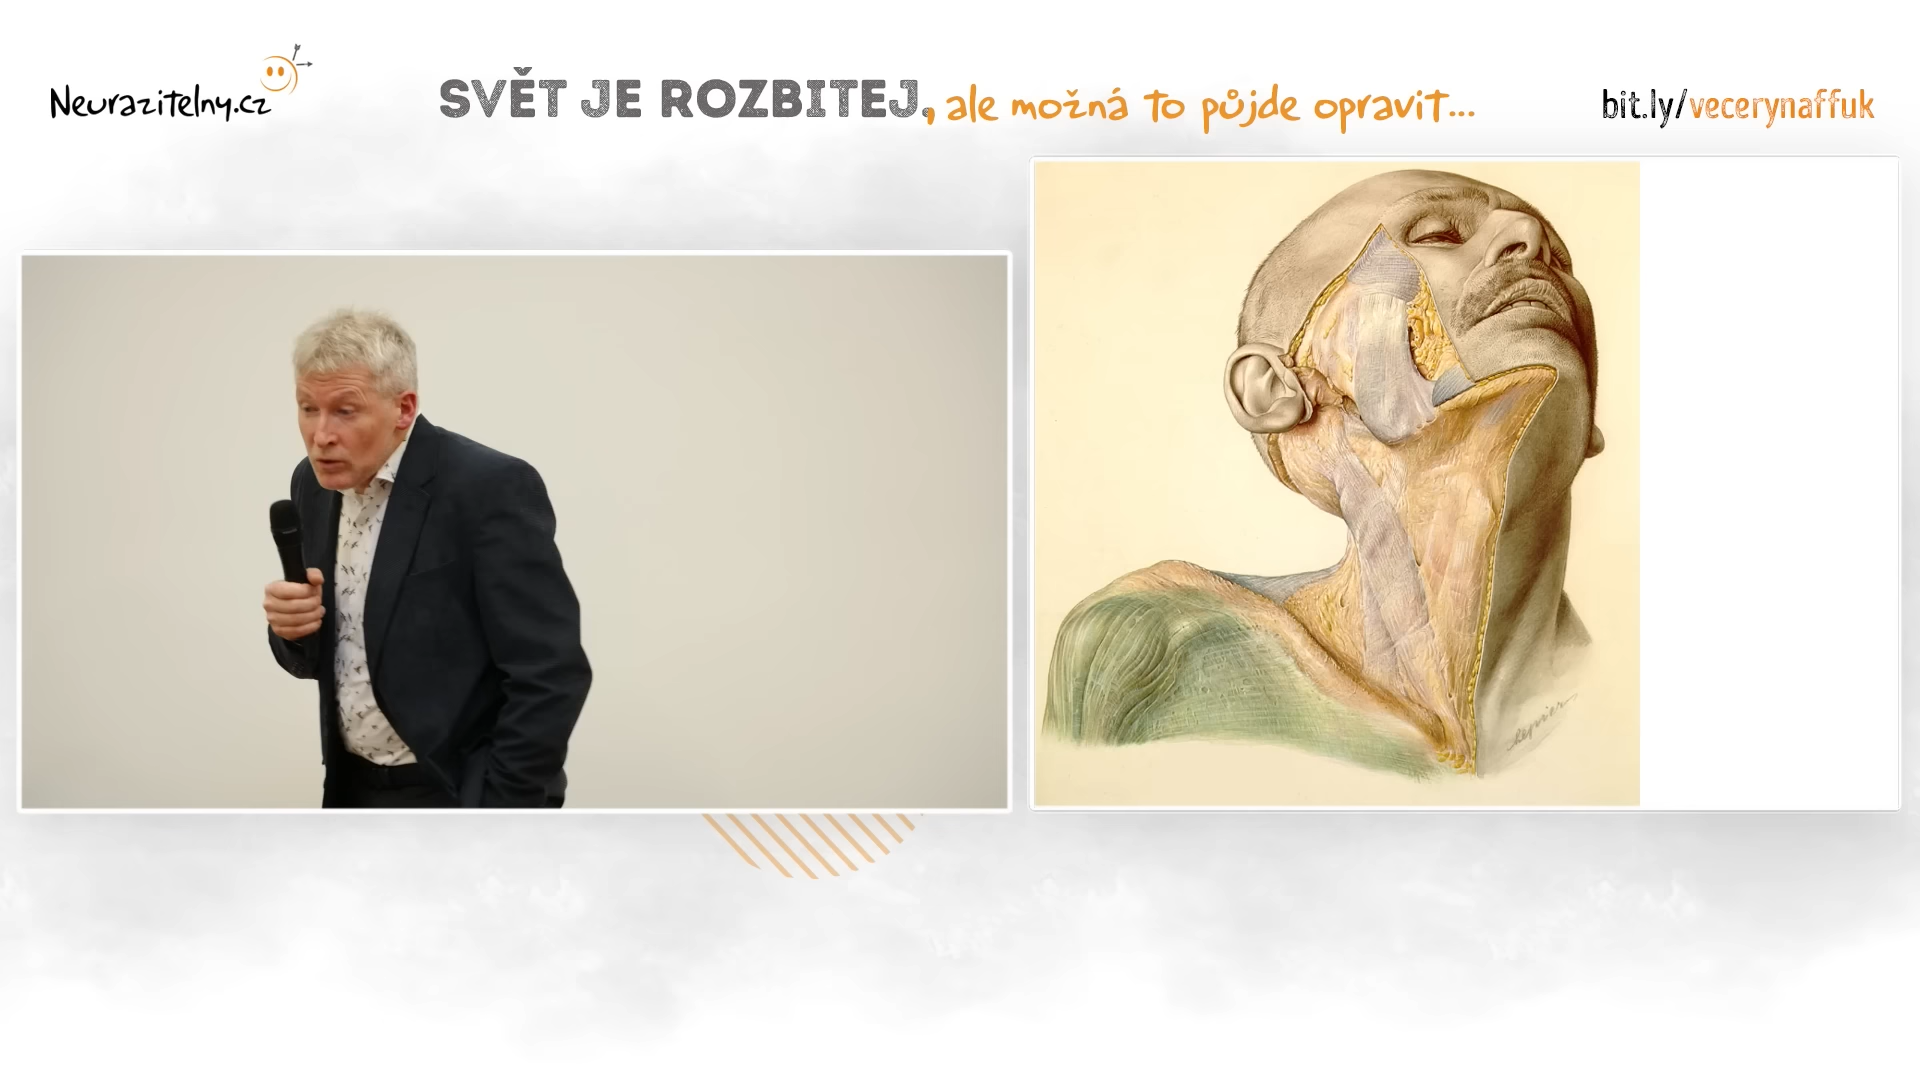 Neurazitelny.cz
SVĚT JE ROZBITEJ, ale možná to půjde opravit...
bit.ly/vecerynaffuk